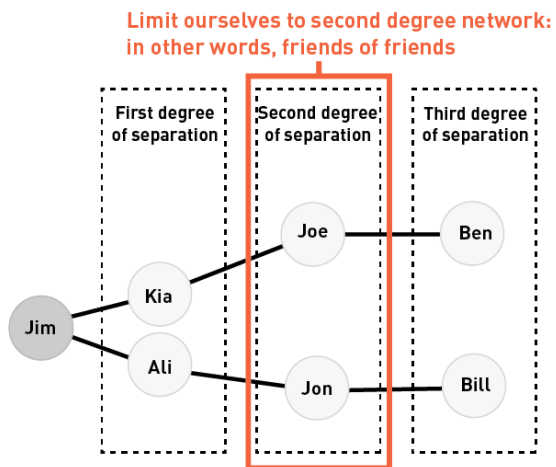 Limit ourselves to second degree network:
in other words, friends of friends
First degree
of separation
Second degree
of separation
Third degree
of separation
Joe
Ben
Kia
Jim
Ali
Jon
Bill